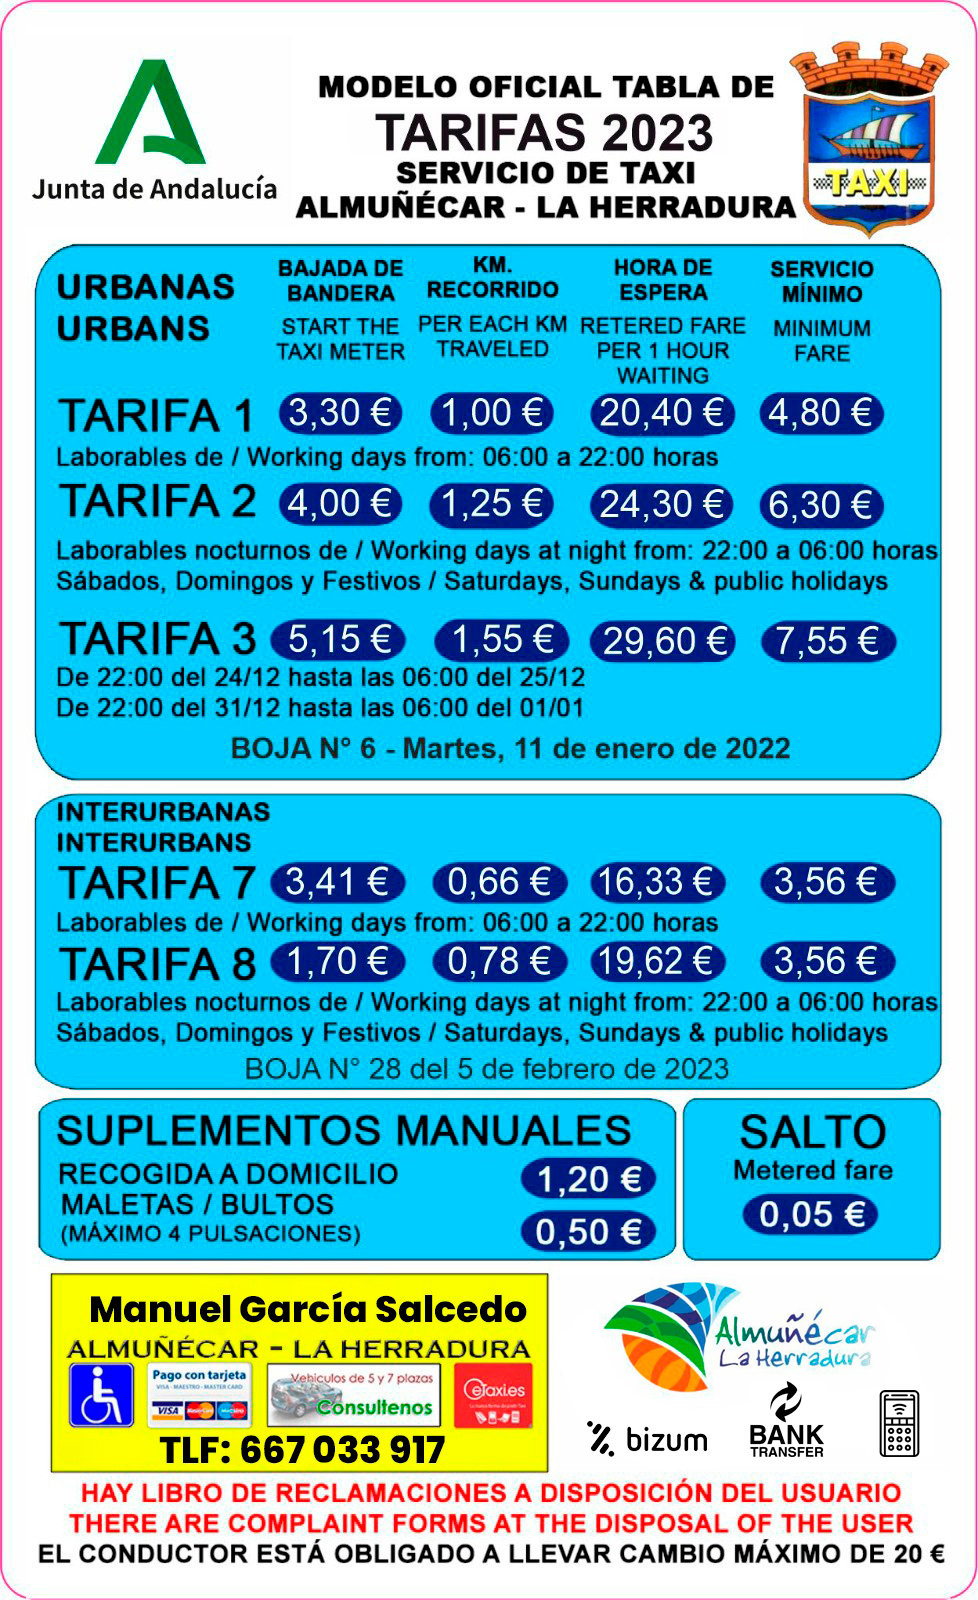 Junta de Andalucía
MODELO OFICIAL TABLA DE
TARIFAS 2023
SERVICIO DE TAXI
ALMUÑÉCAR - LA HERRADURA
TAXI
URBANAS
URBANS
BAJADA DE
BANDERA
START THE
TAXI METER
KM.
RECORRIDO
PER EACH KM
TRAVELED
HORA DE
ESPERA
RETERED FARE
PER 1 HOUR
WAITING
SERVICIO
MÍNIMO
MINIMUM
FARE
TARIFA 1 3,30 € 1,00 € 20,40 € 4,80 €
Laborables de / Working days from: 06:00 a 22:00 horas
TARIFA 2 4,00 € 1,25 € 24,30 € 6,30 €
Laborables nocturnos de / Working days at night from: 22:00 a 06:00 horas
Sábados, Domingos y Festivos / Saturdays, Sundays & public holidays
TARIFA 3 5,15 € 1,55 € 29,60 € 7,55 €
De 22:00 del 24/12 hasta las 06:00 del 25/12
De 22:00 del 31/12 hasta las 06:00 del 01/01
BOJA N° 6 - Martes, 11 de enero de 2022
INTERURBANAS
INTERURBANS
TARIFA 7 3,41 € 0,66 € 16,33 € 3,56 €
Laborables de / Working days from: 06:00 a 22:00 horas
TARIFA 8 1,70 € 0,78 € 19,62 € 3,56 €
Laborables nocturnos de / Working days at night from: 22:00 a 06:00 horas
Sábados, Domingos y Festivos / Saturdays, Sundays & public holidays
BOJA N° 28 del 5 de febrero de 2023
SUPLEMENTOS MANUALES
RECOGIDA A DOMICILIO 1,20 €
MALETAS / BULTOS
(MÁXIMO 4 PULSACIONES) 0,50 €
SALTO
Metered fare
0,05 €
Manuel García Salcedo
ALMUÑÉCAR - LA HERRADURA
Pago con tarjeta
VISA - MAESTRO - MASTER CARD
VISA MasterCard Maestro
Vehiculos de 5 y 7 plazas
Consultenos
eTaxi.es
TLF: 667 033 917
Almuñécar
La Herradura
bizum
BANK
TRANSFER
HAY LIBRO DE RECLAMACIONES A DISPOSICIÓN DEL USUARIO
THERE ARE COMPLAINT FORMS AT THE DISPOSAL OF THE USER
EL CONDUCTOR ESTÁ OBLIGADO A LLEVAR CAMBIO MÁXIMO DE 20 €